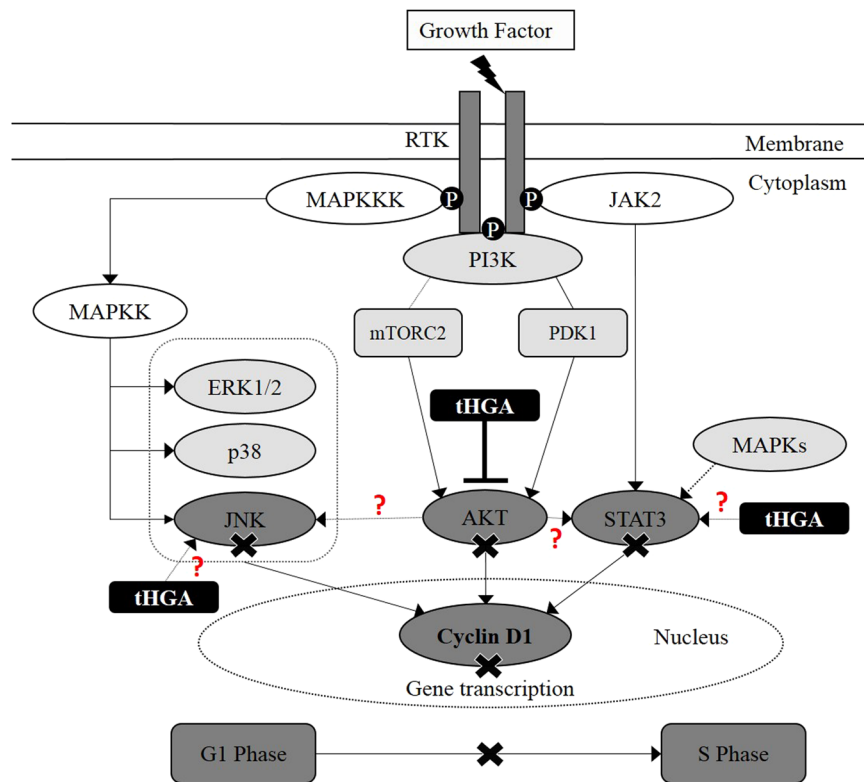 Growth Factor
RTK
Membrane
Cytoplasm
MAPKKK
P
P
JAK2
P
PI3K
MAPKK
mTORC2
PDK1
ERK1/2
tHGA
p38
MAPKs
?
?
JNK
AKT
STAT3
tHGA
?
?
tHGA
Cyclin D1
Nucleus
Gene transcription
G1 Phase
S Phase